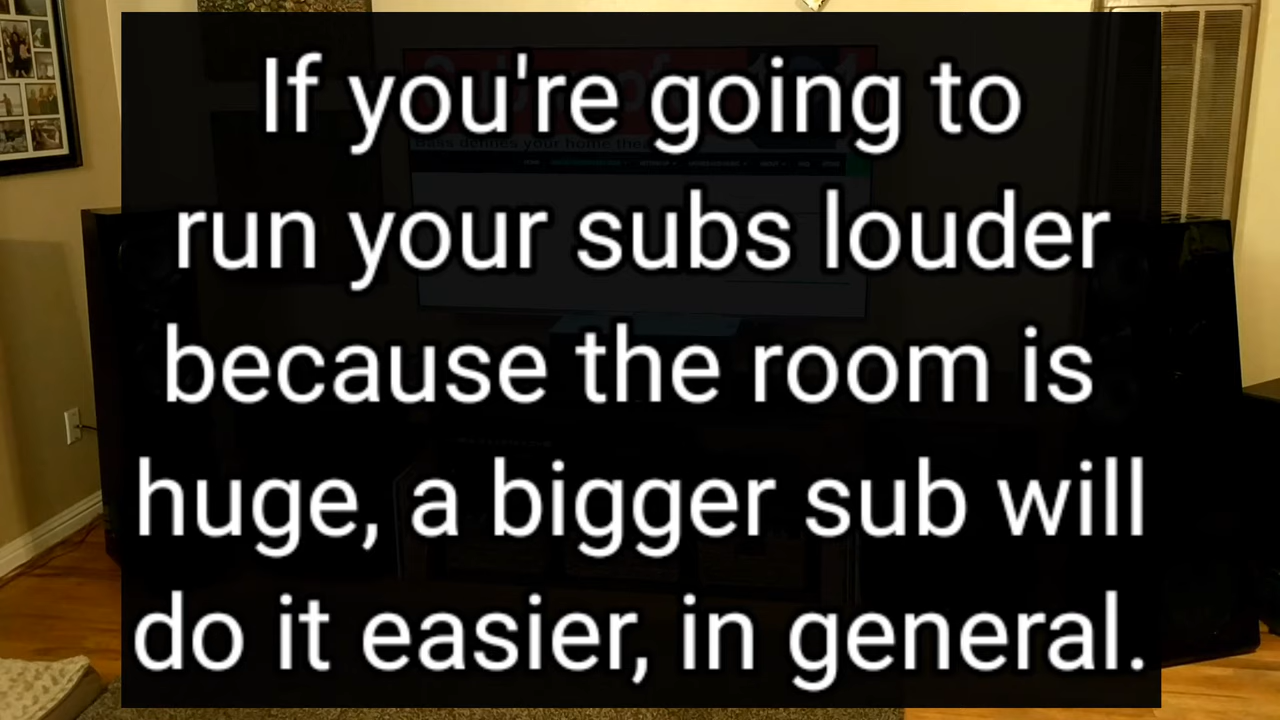 If you're going to
run your subs louder
because the room is
huge, a bigger sub will
do it easier, in general.